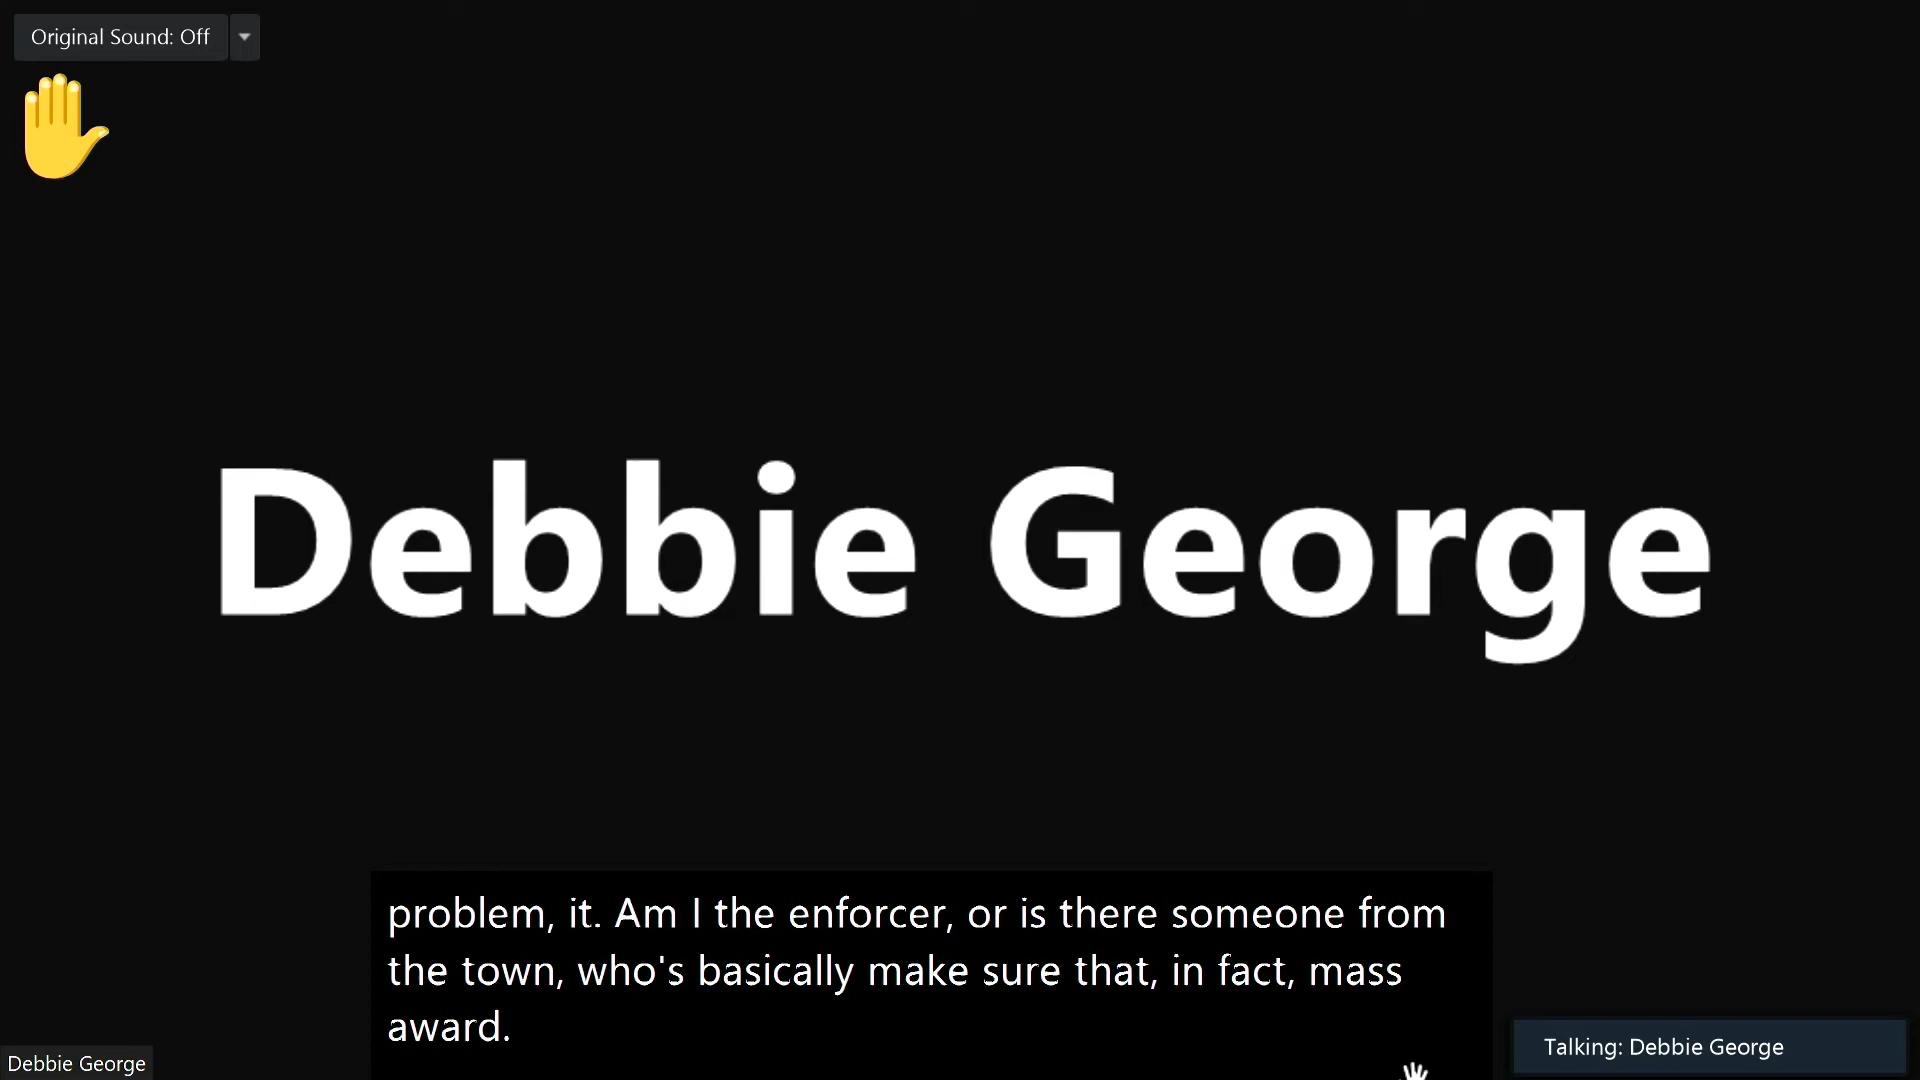 Original Sound: Off
Debbie George
problem, it. Am I the enforcer, or is there someone from
the town, who's basically make sure that, in fact, mass
award.
Talking: Debbie George
Debbie George